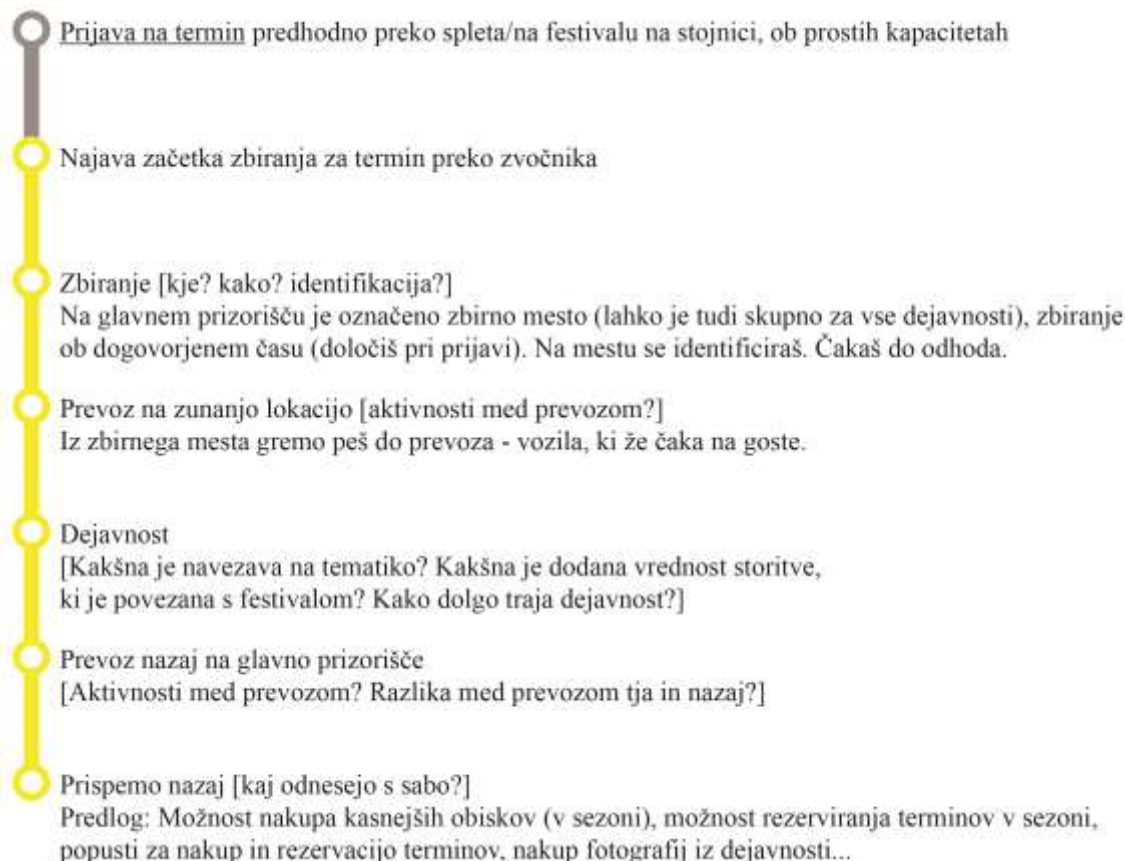 Prijava na termin predhodno preko spleta/na festivalu na stojnici, ob prostih kapacitetah
Najava začetka zbiranja za termin preko zvočnika
Zbiranje [kje? kako? identifikacija?]
Na glavnem prizorišču je označeno zbirno mesto (lahko je tudi skupno za vse dejavnosti), zbiranje
ob dogovorjenem času (določiš pri prijavi). Na mestu se identificiraš. Čakaš do odhoda.
Prevoz na zunanjo lokacijo [aktivnosti med prevozom?]
Iz zbirnega mesta gremo peš do prevoza - vozila, ki že čaka na goste.
Dejavnost
[Kakšna je navezava na tematiko? Kakšna je dodana vrednost storitve,
ki je povezana s festivalom? Kako dolgo traja dejavnost?]
Prevoz nazaj na glavno prizorišče
[Aktivnosti med prevozom? Razlika med prevozom tja in nazaj?]
Prispemo nazaj [kaj odnesejo s sabo?]
Predlog: Možnost nakupa kasnejših obiskov (v sezoni), možnost rezerviranja terminov v sezoni,
popusti za nakup in rezervacijo terminov, nakup fotografij iz dejavnosti...